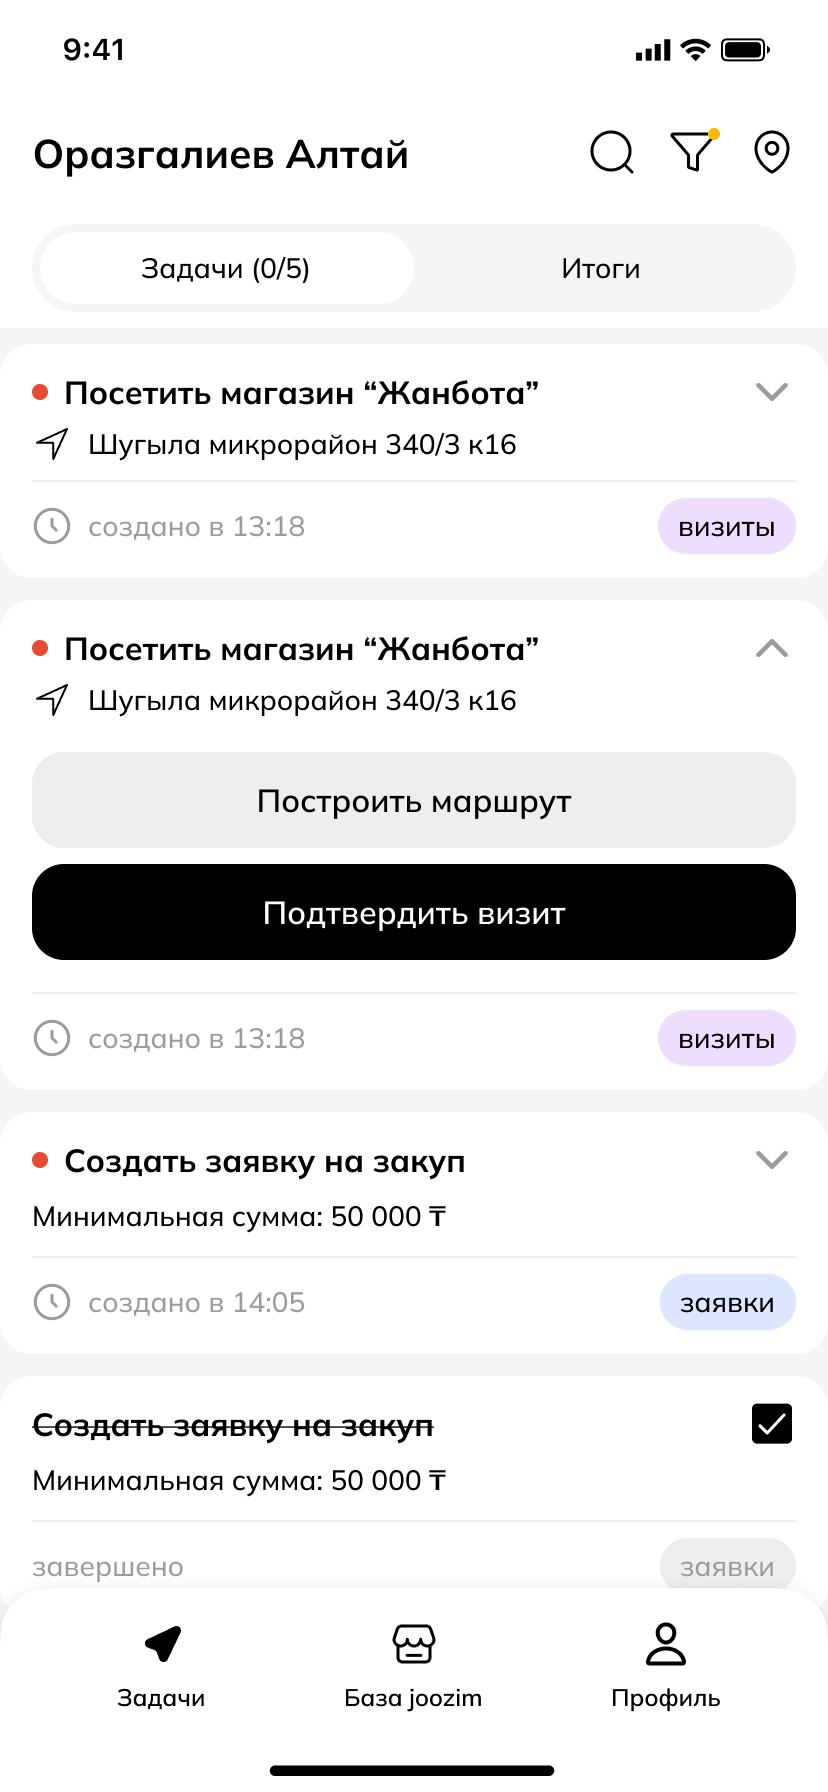 9:41
Оразгалиев Алтай
Задачи (0/5)
Итоги
Посетить магазин “Жанбота”
Шугыла микрорайон 340/3 к16
создано в 13:18
визиты
Посетить магазин “Жанбота”
Шугыла микрорайон 340/3 к16
Построить маршрут
Подтвердить визит
создано в 13:18
визиты
Создать заявку на закуп
Минимальная сумма: 50 000 ₸
создано в 14:05
заявки
Создать заявку на закуп
Минимальная сумма: 50 000 ₸
завершено
заявки
Задачи
База joozim
Профиль